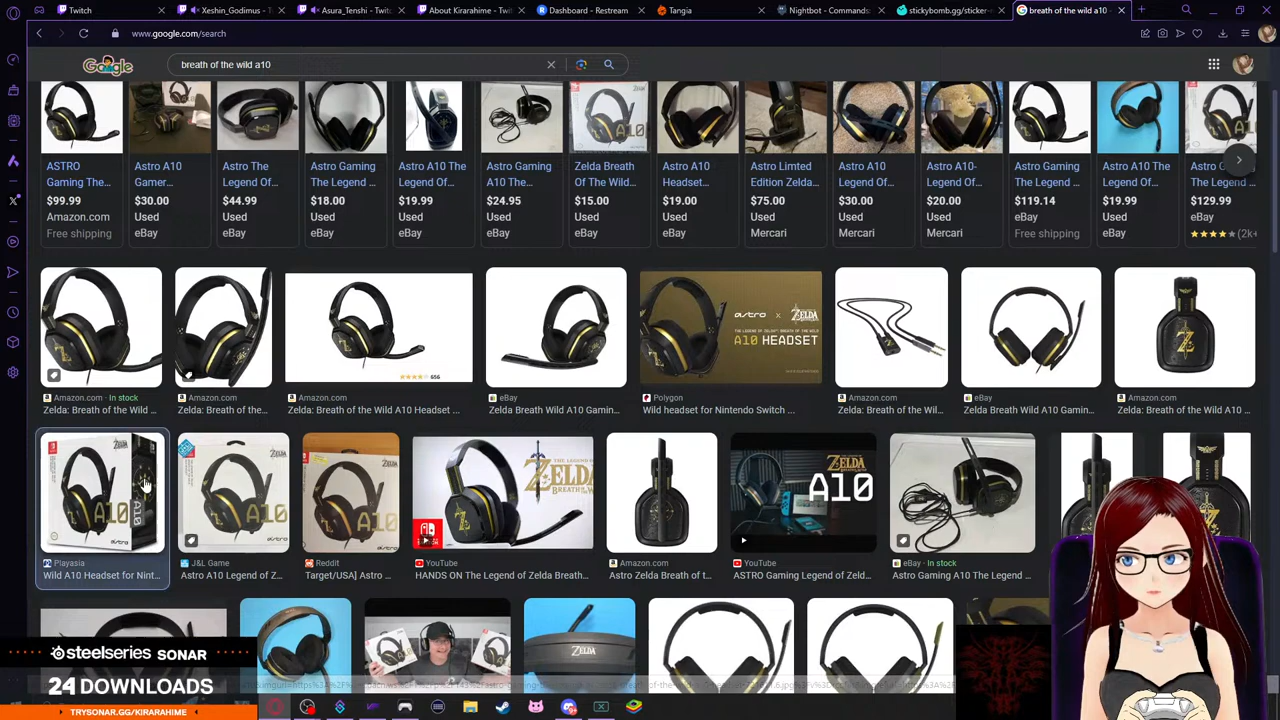 Twitch
Xeshin_Godimus - Tw
Asura_Tenshi - Twitch
About Kirarahime - Twitch
Dashboard - Restream
Tangia
Nightbot - Commands
stickybomb.gg/sticker-r
breath of the wild a10 -
www.google.com/search
Google
breath of the wild a10
ASTRO Gaming The...
$99.99
Amazon.com
Free shipping
Astro A10 Gamer...
$30.00
Used
eBay
Astro The Legend Of...
$44.99
Used
eBay
Astro Gaming The Legend ...
$18.00
Used
eBay
Astro A10 The Legend Of...
$19.99
Used
eBay
Astro Gaming A10 The...
$24.95
Used
eBay
Zelda Breath Of The Wild...
$15.00
Used
eBay
Astro A10 Headset...
$19.00
Used
Mercari
Astro Limted Edition Zelda...
$75.00
Used
Mercari
Astro A10 Legend Of...
$30.00
Used
Mercari
Astro A10- Legend Of...
$20.00
Used
Mercari
Astro Gaming The Legend ...
$119.14
eBay
Free shipping
Astro A10 The Legend Of...
$19.99
Used
eBay
The Legend ...
$129.99
eBay
(2k+
656
astro x ZELDA
A10 HEADSET
Amazon.com · In stock
Zelda: Breath of the Wild ...
Amazon.com
Zelda: Breath of the...
Amazon.com
Zelda: Breath of the Wild A10 Headset ...
eBay
Zelda Breath Wild A10 Gamin...
Polygon
Wild headset for Nintendo Switch ...
Amazon.com
Zelda: Breath of the Wil...
eBay
Zelda Breath Wild A10 Gamin...
Amazon.com
Zelda: Breath of the Wild A10 ...
Playasia
Wild A10 Headset for Nint...
J&L Game
Astro A10 Legend of Z...
Reddit
Target/USA] Astro ...
YouTube
HANDS ON The Legend of Zelda Breath...
Amazon.com
Astro Zelda Breath of t...
YouTube
ASTRO Gaming Legend of Zeld...
eBay · In stock
Astro Gaming A10 The Legend ...
ZELDA
A10
ZELDA
steelseries SONAR
24 DOWNLOADS
TRYSONAR.GG/KIRARAHIME